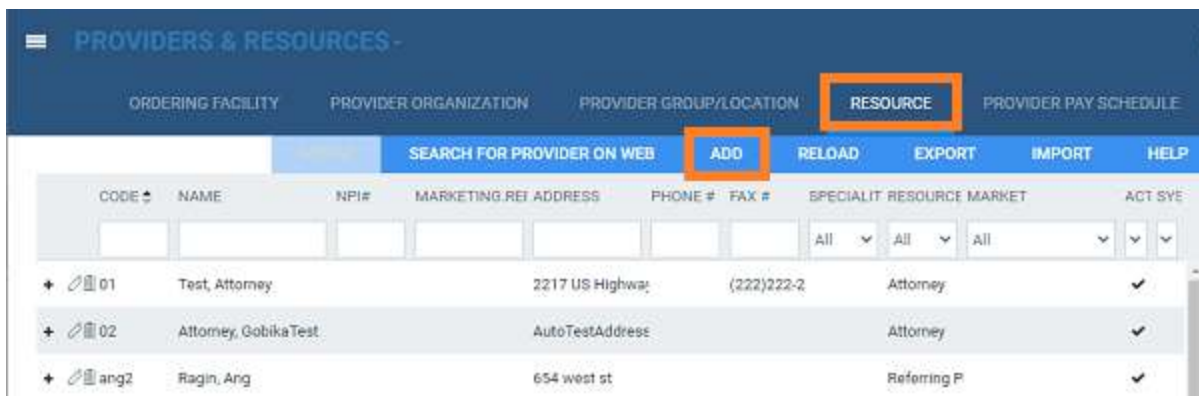 PROVIDERS & RESOURCES -
ORDERING FACILITY PROVIDER ORGANIZATION PROVIDER GROUP/LOCATION RESOURCE PROVIDER PAY SCHEDULE
SEARCH FOR PROVIDER ON WEB ADD RELOAD EXPORT IMPORT HELP
CODE NAME NPI# MARKETING REI ADDRESS PHONE # FAX # SPECIALIT RESOURCE MARKET ACT SYE
All All All
01 Test, Attorney 2217 US Highway (222)222-2 Attorney
02 Attorney, GobikaTest AutoTestAddress Attorney
ang2 Ragin, Ang 654 west st Referring P